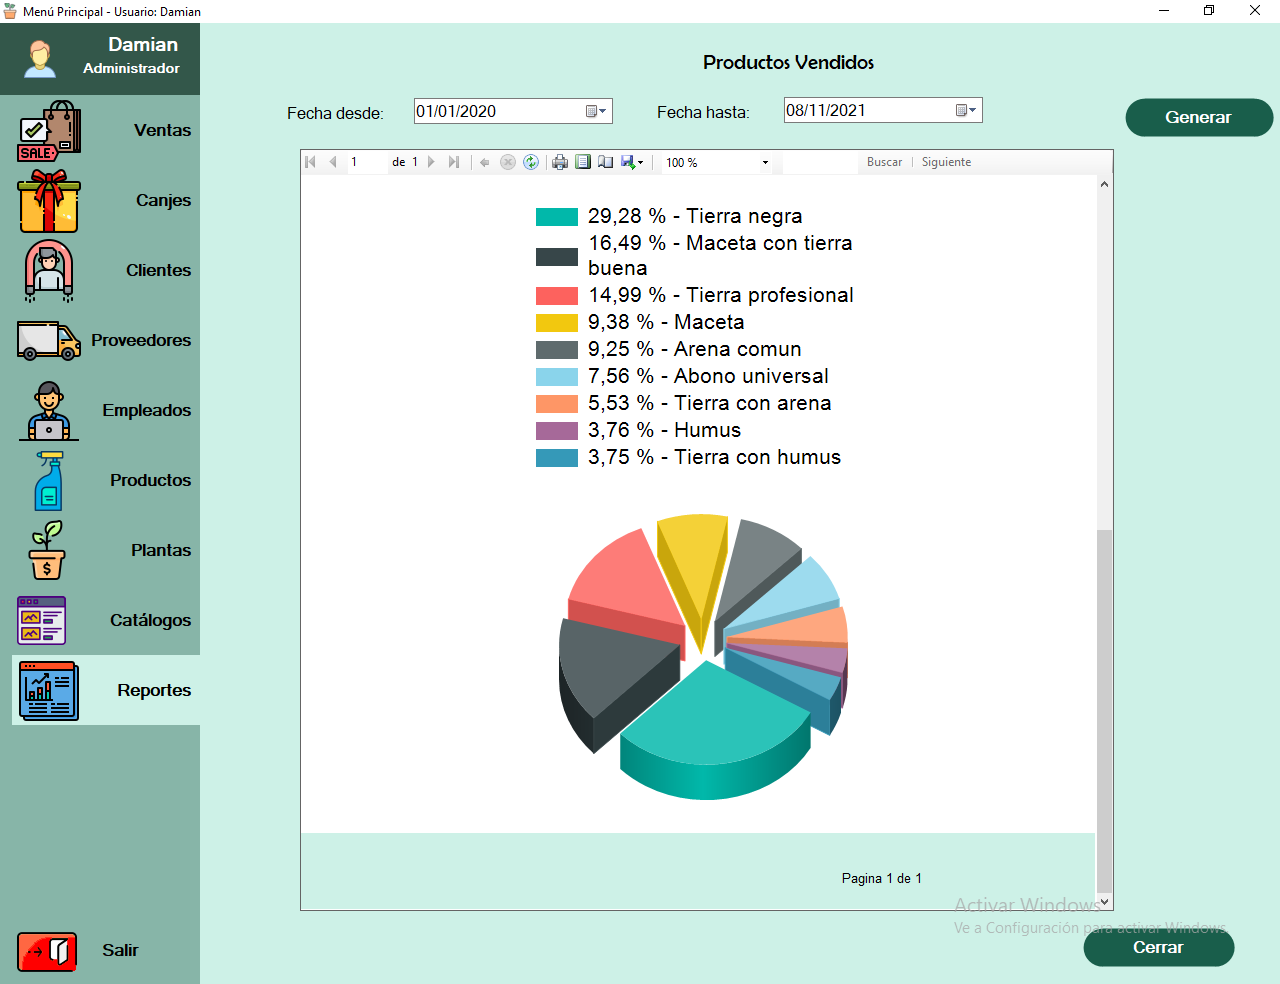 Menú Principal - Usuario: Damian
Damian
Administrador
Ventas
SALE
Canjes
Clientes
Proveedores
Empleados
Productos
Plantas
$
Catálogos
Reportes
Salir
Productos Vendidos
Fecha desde:
01/01/2020
Fecha hasta:
08/11/2021
Generar
1 de 1
100 %
Buscar | Siguiente
29,28 % - Tierra negra
16,49 % - Maceta con tierra
buena
14,99 % - Tierra profesional
9,38 % - Maceta
9,25 % - Arena comun
7,56 % - Abono universal
5,53 % - Tierra con arena
3,76 % - Humus
3,75 % - Tierra con humus
Pagina 1 de 1
Activar Windows
Ve a Configuración para activar Windows.
Cerrar